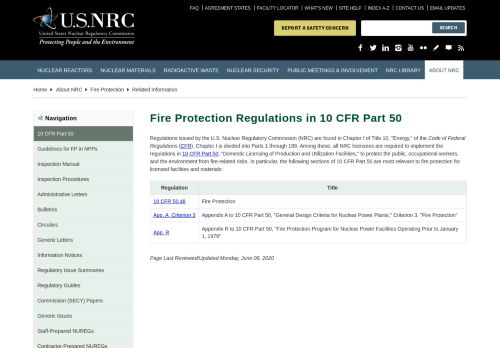 FAQ | AGREEMENT STATES | FACILITY LOCATOR | WHAT'S NEW | SITE HELP | INDEX A-Z | CONTACT US | EMAIL UPDATES
U.S.NRC
United States Nuclear Regulatory Commission
Protecting People and the Environment
REPORT A SAFETY CONCERN
SEARCH
NUCLEAR REACTORS NUCLEAR MATERIALS RADIOACTIVE WASTE NUCLEAR SECURITY PUBLIC MEETINGS & INVOLVEMENT NRC LIBRARY ABOUT NRC
Home About NRC Fire Protection Related Information
Navigation
10 CFR Part 50
Guidelines for FP in NPPs
Inspection Manual
Inspection Procedures
Administrative Letters
Bulletins
Circulars
Generic Letters
Information Notices
Regulatory Issue Summaries
Regulatory Guides
Commission (SECY) Papers
Generic Issues
Staff-Prepared NUREGs
Contractor-Prepared NUREGs
Fire Protection Regulations in 10 CFR Part 50
Regulations issued by the U.S. Nuclear Regulatory Commission (NRC) are found in Chapter I of Title 10, "Energy," of the Code of Federal
Regulations (CFR). Chapter I is divided into Parts 1 through 199. Among these, all NRC licensees are required to implement the
regulations in 10 CFR Part 50, "Domestic Licensing of Production and Utilization Facilities," to protect the public, occupational workers,
and the environment from fire-related risks. In particular, the following sections of 10 CFR Part 50 are most relevant to fire protection for
licensed facilities and materials:
Regulation Title
10 CFR 50.48 Fire Protection
App. A, Criterion 3 Appendix A to 10 CFR Part 50, "General Design Criteria for Nuclear Power Plants," Criterion 3, "Fire Protection"
App. R Appendix R to 10 CFR Part 50, "Fire Protection Program for Nuclear Power Facilities Operating Prior to January
1, 1979"
Page Last Reviewed/Updated Monday, June 08, 2020